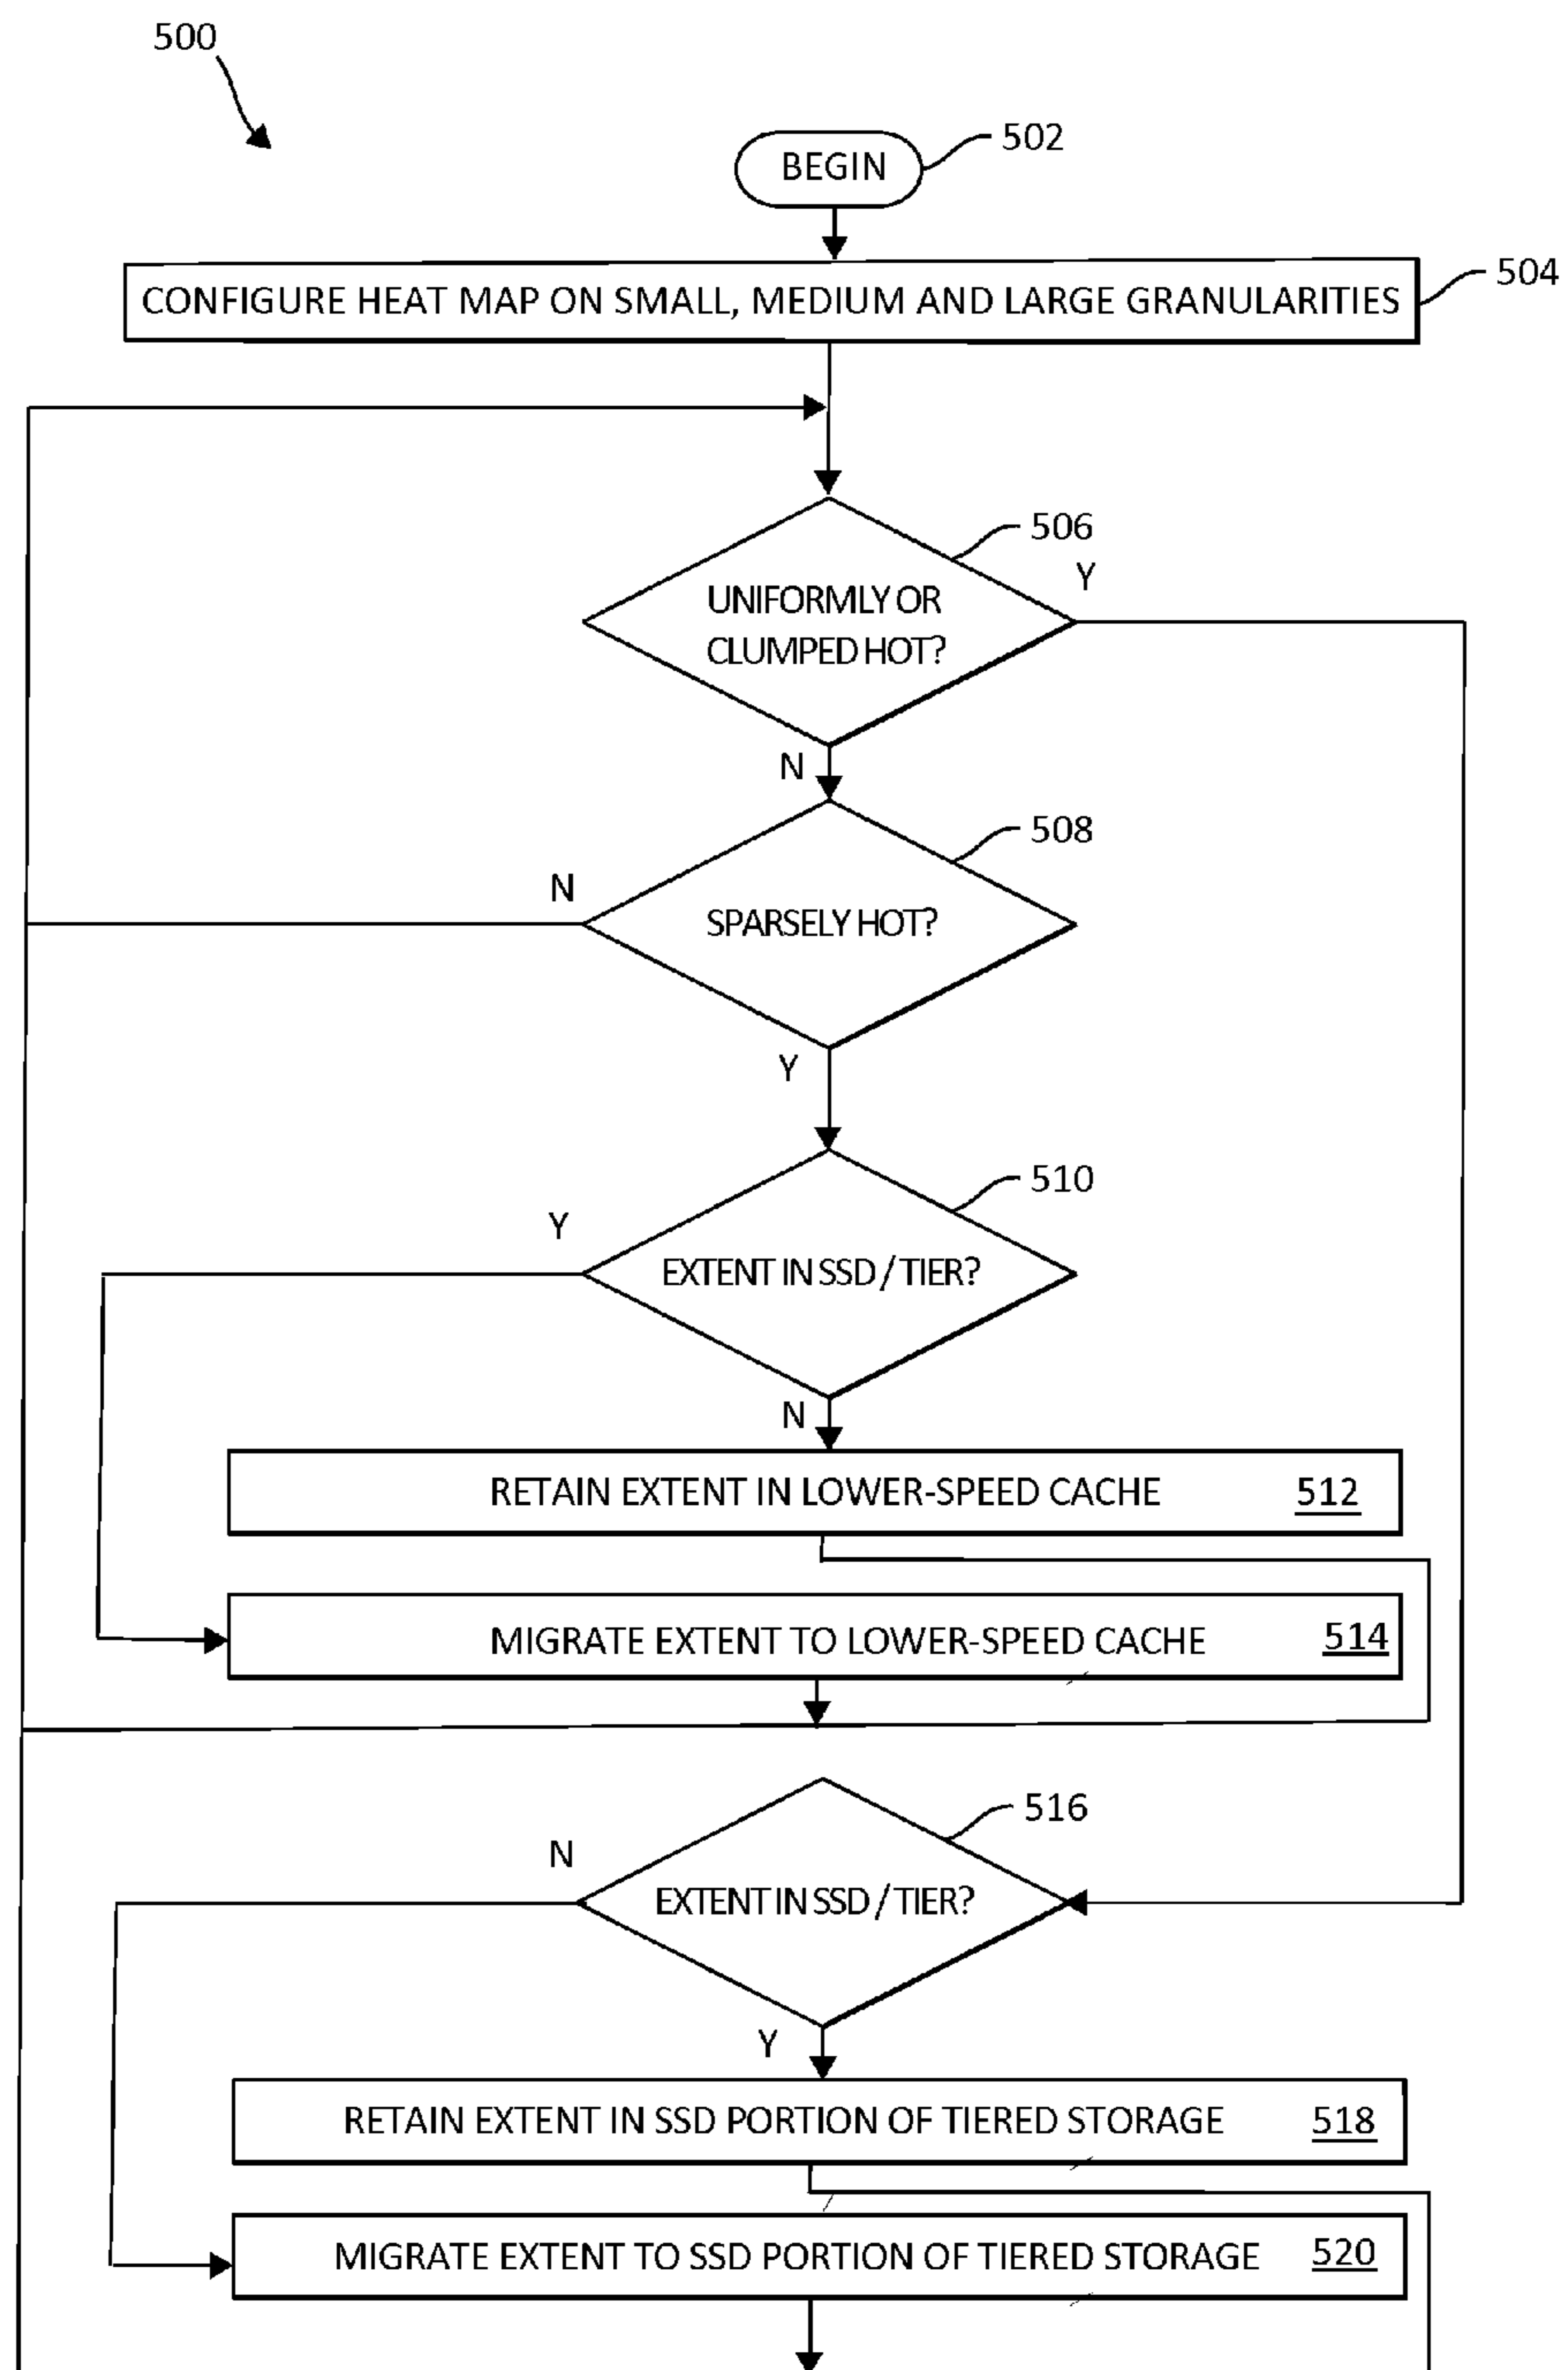 500
BEGIN
502
CONFIGURE HEAT MAP ON SMALL, MEDIUM AND LARGE GRANULARITIES
504
506
Y
UNIFORMLY OR
CLUMPED HOT?
N
508
N
SPARSELY HOT?
Y
510
Y
EXTENT IN SSD / TIER?
N
RETAIN EXTENT IN LOWER-SPEED CACHE 512
MIGRATE EXTENT TO LOWER-SPEED CACHE 514
516
N
EXTENT IN SSD / TIER?
Y
RETAIN EXTENT IN SSD PORTION OF TIERED STORAGE 518
MIGRATE EXTENT TO SSD PORTION OF TIERED STORAGE 520